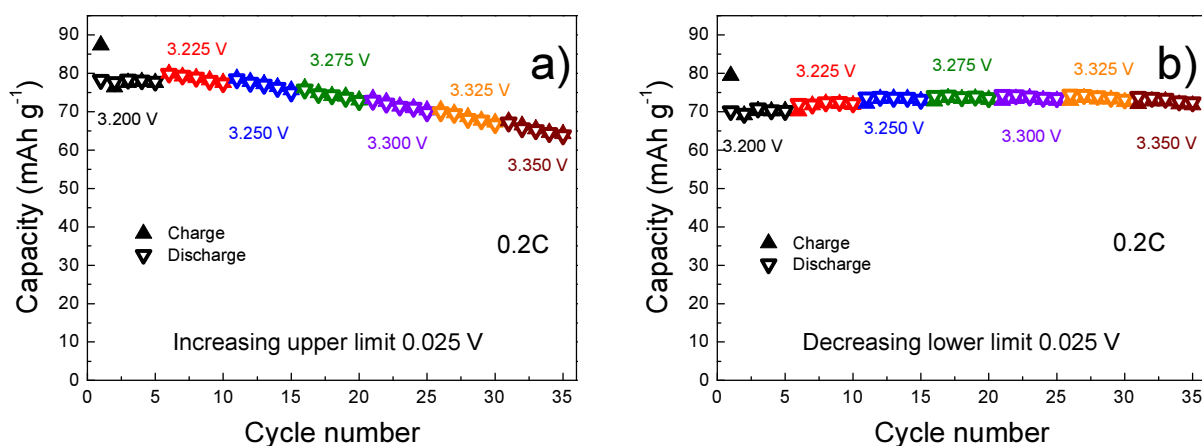 a)
Capacity (mAh g-1)
90
80
70
60
50
40
30
20
10
0
3.200 V
3.225 V
3.250 V
3.275 V
3.300 V
3.325 V
3.350 V
Charge
Discharge
0.2C
Increasing upper limit 0.025 V
0 5 10 15 20 25 30 35
Cycle number
b)
Capacity (mAh g-1)
90
80
70
60
50
40
30
20
10
0
3.200 V
3.225 V
3.250 V
3.275 V
3.300 V
3.325 V
3.350 V
Charge
Discharge
0.2C
Decreasing lower limit 0.025 V
0 5 10 15 20 25 30 35
Cycle number